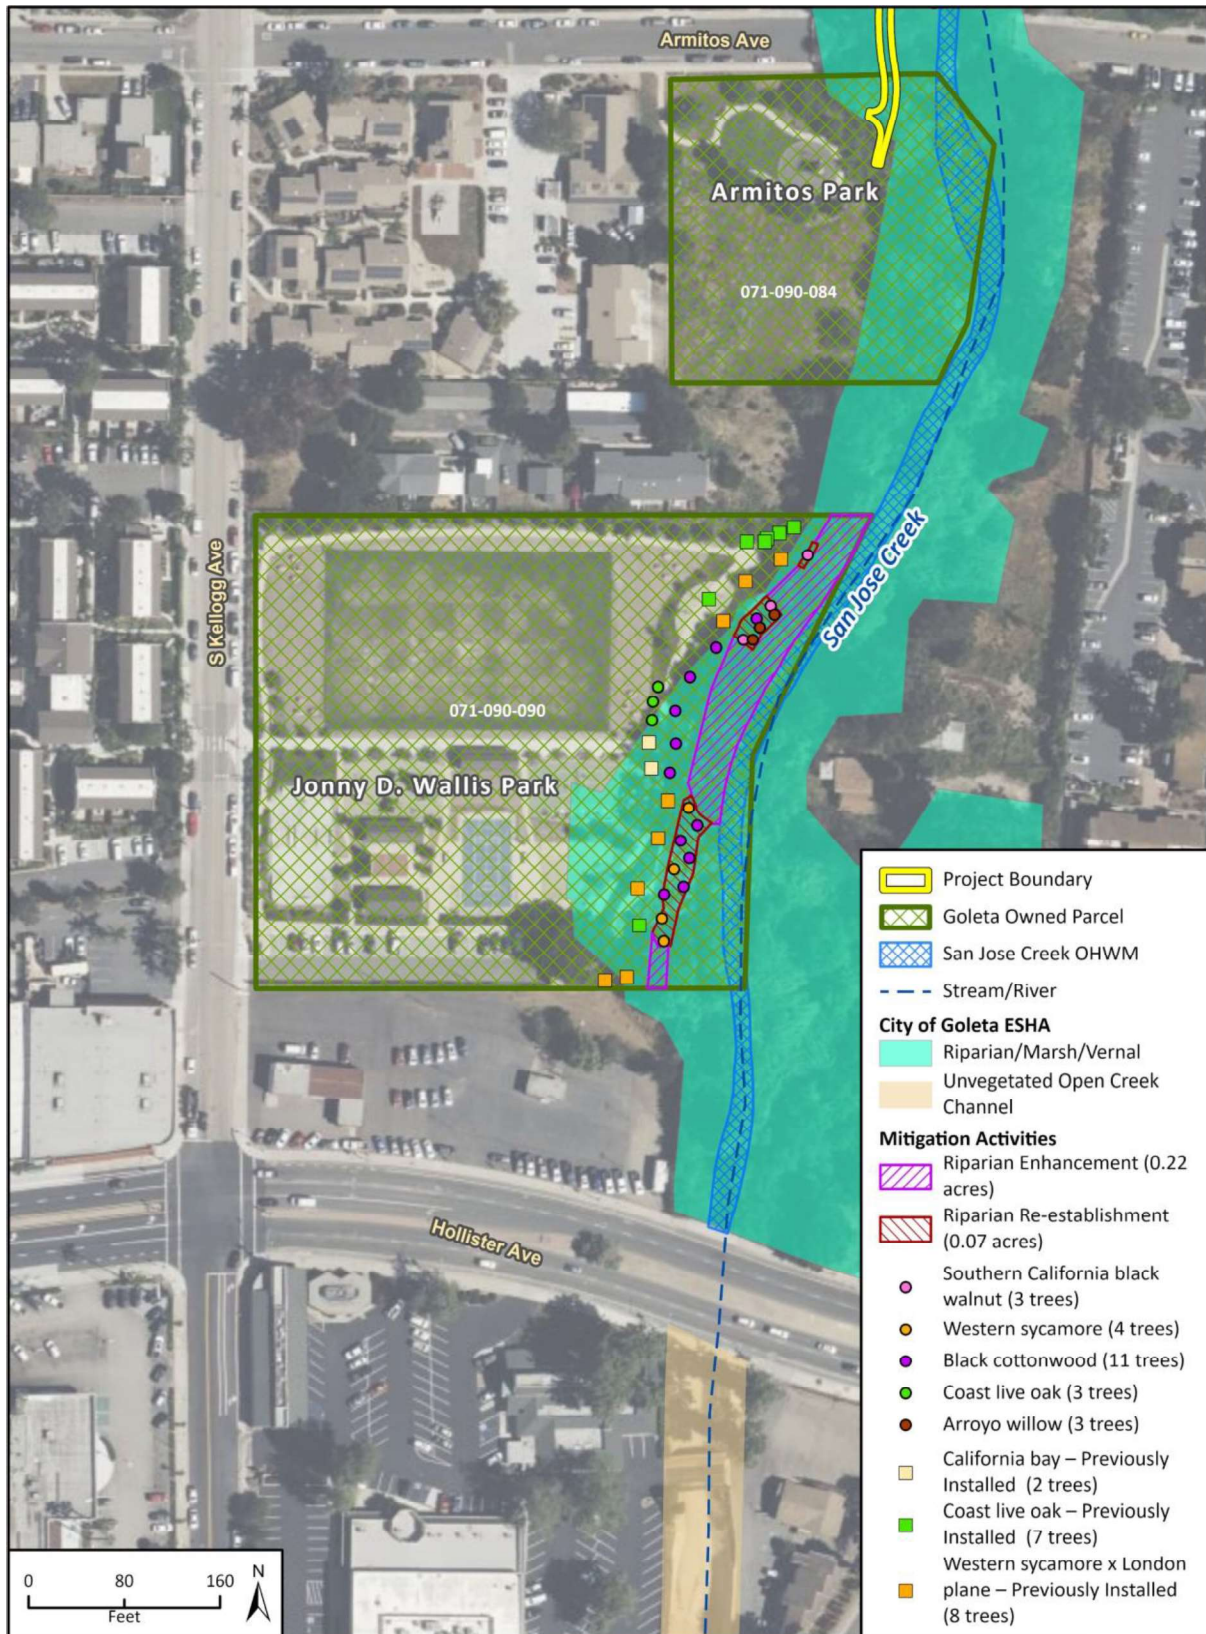 Armitos Ave
Armitos Park
071-090-084
S Kellogg Ave
San Jose Creek
071-090-090
Jonny D. Wallis Park
Hollister Ave
Project Boundary
Goleta Owned Parcel
San Jose Creek OHWM
Stream/River
City of Goleta ESHA
Riparian/Marsh/Vernal
Unvegetated Open Creek
Channel
Mitigation Activities
Riparian Enhancement (0.22
acres)
Riparian Re-establishment
(0.07 acres)
Southern California black
walnut (3 trees)
Western sycamore (4 trees)
Black cottonwood (11 trees)
Coast live oak (3 trees)
Arroyo willow (3 trees)
California bay – Previously
Installed (2 trees)
Coast live oak – Previously
Installed (7 trees)
Western sycamore x London
plane – Previously Installed
(8 trees)
0 80 160
Feet
N